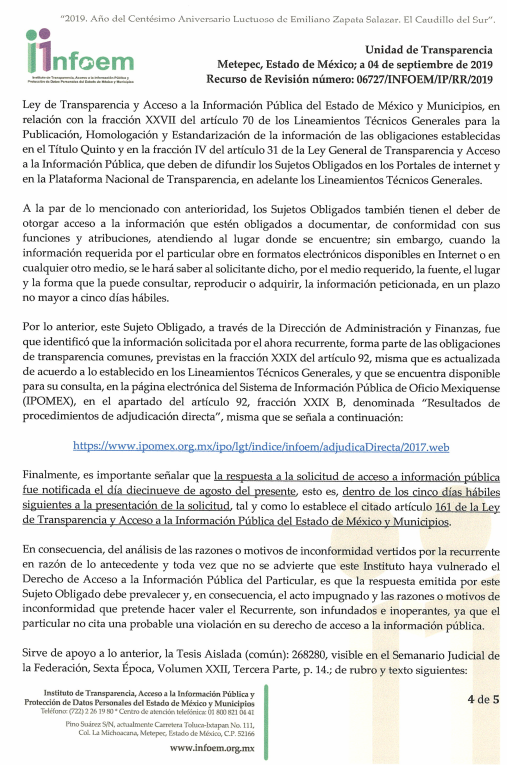 "2019. Año del Centésimo Aniversario Luctuoso de Emiliano Zapata Salazar. El Caudillo del Sur".
infoem
Instituto de Transparencia, Acceso a la Información Pública y
Protección de Datos Personales del Estado de México y Municipios
Unidad de Transparencia
Metepec, Estado de México; a 04 de septiembre de 2019
Recurso de Revisión número: 06727/INFOEM/IP/RR/2019
Ley de Transparencia y Acceso a la Información Pública del Estado de México y Municipios, en
relación con la fracción XXVII del artículo 70 de los Lineamientos Técnicos Generales para la
Publicación, Homologación y Estandarización de la información de las obligaciones establecidas
en el Título Quinto y en la fracción IV del artículo 31 de la Ley General de Transparencia y Acceso
a la Información Pública, que deben de difundir los Sujetos Obligados en los Portales de internet y
en la Plataforma Nacional de Transparencia, en adelante los Lineamientos Técnicos Generales.
A la par de lo mencionado con anterioridad, los Sujetos Obligados también tienen el deber de
otorgar acceso a la información que estén obligados a documentar, de conformidad con sus
funciones y atribuciones, atendiendo al lugar donde se encuentre; sin embargo, cuando la
información requerida por el particular obre en formatos electrónicos disponibles en Internet o en
cualquier otro medio, se le hará saber al solicitante dicho, por el medio requerido, la fuente, el lugar
y la forma que la puede consultar, reproducir o adquirir, la información peticionada, en un plazo
no mayor a cinco días hábiles.
Por lo anterior, este Sujeto Obligado, a través de la Dirección de Administración y Finanzas, fue
que identificó que la información solicitada por el ahora recurrente, forma parte de las obligaciones
de transparencia comunes, previstas en la fracción XXIX del artículo 92, misma que es actualizada
de acuerdo a lo establecido en los Lineamientos Técnicos Generales, y que se encuentra disponible
para su consulta, en la página electrónica del Sistema de Información Pública de Oficio Mexiquense
(IPOMEX), en el apartado del artículo 92, fracción XXIX B, denominada "Resultados de
procedimientos de adjudicación directa", misma que se señala a continuación:
https://www.ipomex.org.mx/ipo/lgt/indice/infoem/adjudicaDirecta/2017.web
Finalmente, es importante señalar que la respuesta a la solicitud de acceso a información pública
fue notificada el día diecinueve de agosto del presente, esto es, dentro de los cinco días hábiles
siguientes a la presentación de la solicitud, tal y como lo establece el citado artículo 161 de la Ley
de Transparencia y Acceso a la Información Pública del Estado de México y Municipios.
En consecuencia, del análisis de las razones o motivos de inconformidad vertidos por la recurrente
en razón de lo antecedente y toda vez que no se advierte que este Instituto haya vulnerado el
Derecho de Acceso a la Información Pública del Particular, es que la respuesta emitida por este
Sujeto Obligado debe prevalecer y, en consecuencia, el acto impugnado y las razones o motivos de
inconformidad que pretende hacer valer el Recurrente, son infundados e inoperantes, ya que el
particular no cita una probable una violación en su derecho de acceso a la información pública.
Sirve de apoyo a lo anterior, la Tesis Aislada (común): 268280, visible en el Semanario Judicial de
la Federación, Sexta Época, Volumen XXII, Tercera Parte, p. 14.; de rubro y texto siguientes:
Instituto de Transparencia, Acceso a la Información Pública y
Protección de Datos Personales del Estado de México y Municipios
Teléfono: (722) 2 26 19 80 * Centro de atención telefónica: 01 800 821 04 41
Pino Suárez S/N, actualmente Carretera Toluca-Ixtapan No. 111,
Col. La Michoacana, Metepec, Estado de México, C.P. 52166
www.infoem.org.mx
4 de 5